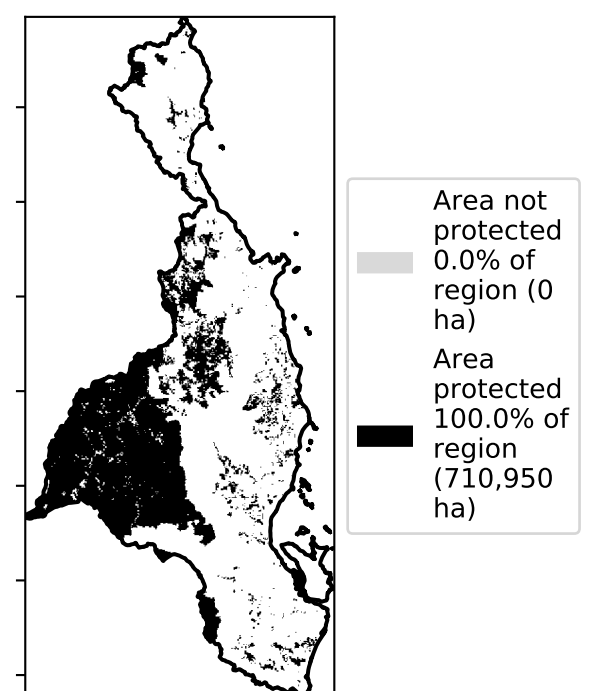 Area not
protected
0.0% of
region (0
ha)
Area
protected
100.0% of
region
(710,950
ha)